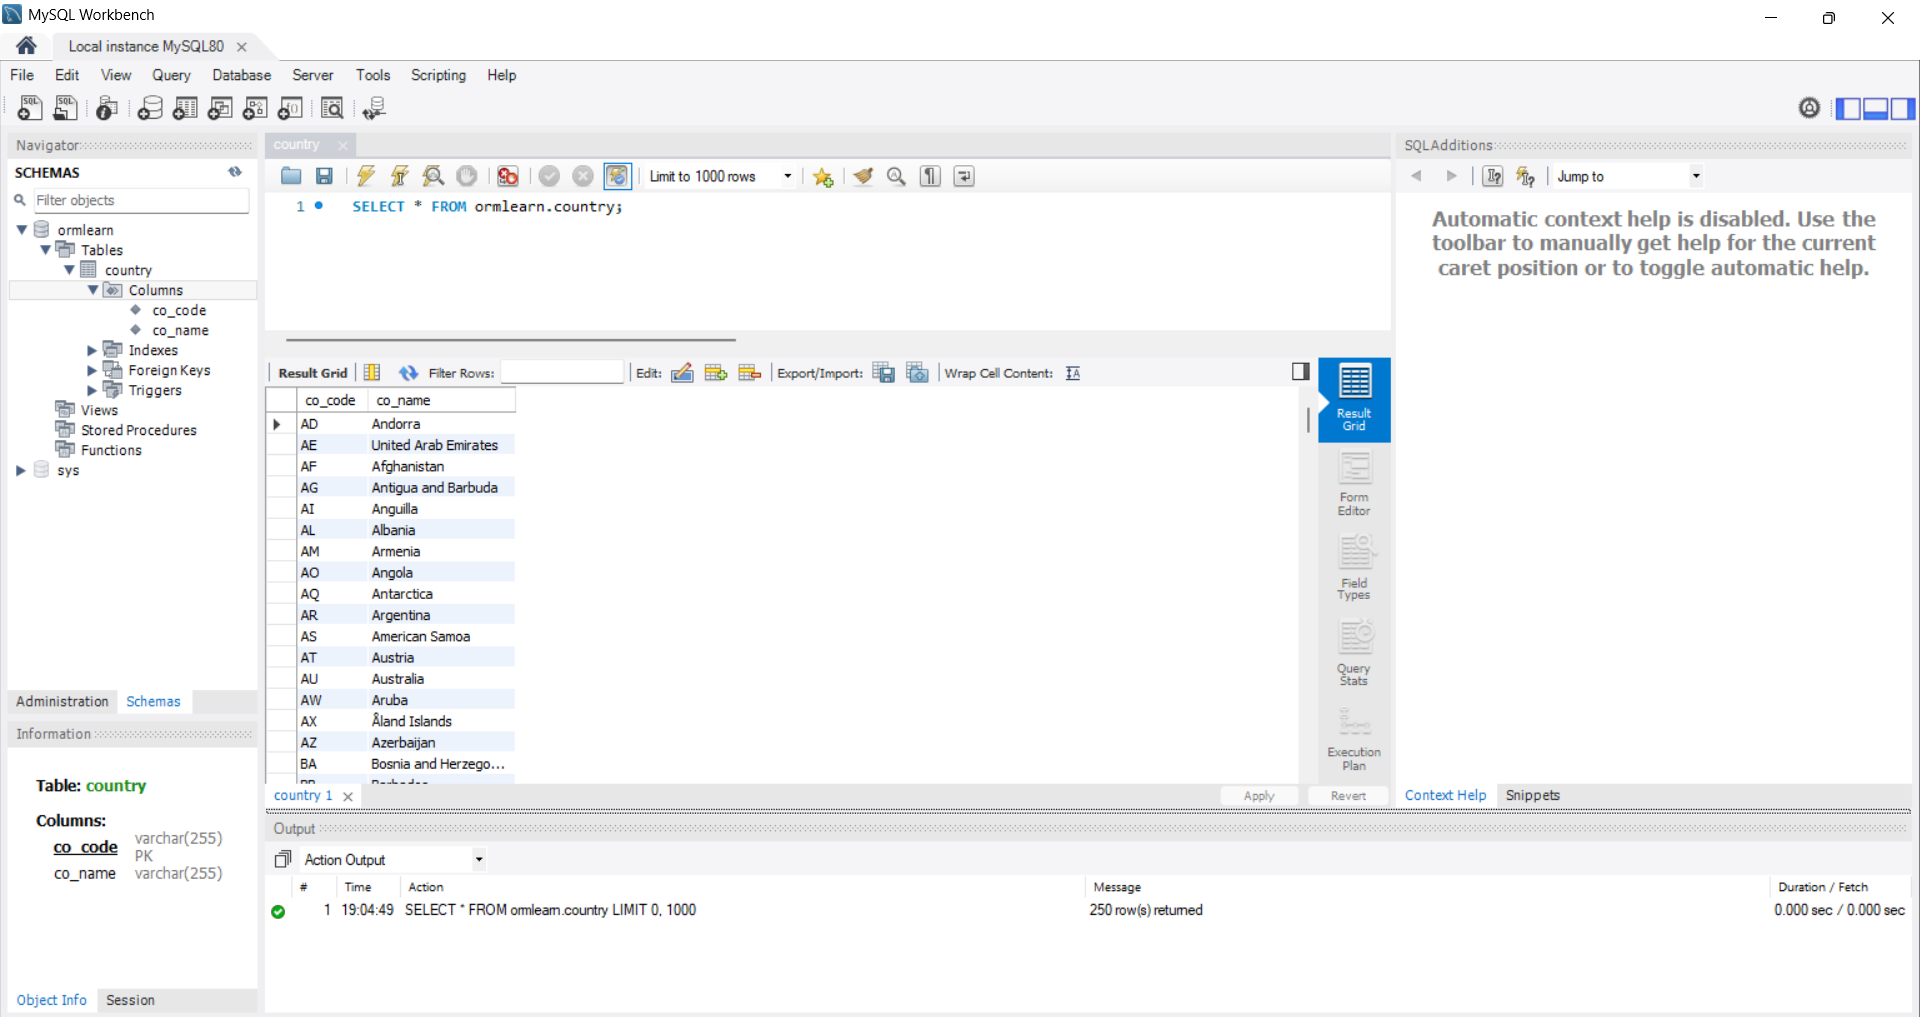 MySQL Workbench
Local instance MySQL80
File Edit View Query Database Server Tools Scripting Help
Navigator
SCHEMAS
Filter objects
ormlearn
Tables
country
Columns
co_code
co_name
Indexes
Foreign Keys
Triggers
Views
Stored Procedures
Functions
sys
Administration Schemas
Information
Table: country
Columns:
co_code varchar(255) PK
co_name varchar(255)
Object Info Session
country
Limit to 1000 rows
1 SELECT * FROM ormlearn.country;
Result Grid Filter Rows: Edit: Export/Import: Wrap Cell Content:
co_code co_name
AD Andorra
AE United Arab Emirates
AF Afghanistan
AG Antigua and Barbuda
AI Anguilla
AL Albania
AM Armenia
AO Angola
AQ Antarctica
AR Argentina
AS American Samoa
AT Austria
AU Australia
AW Aruba
AX Åland Islands
AZ Azerbaijan
BA Bosnia and Herzego...
Result Grid
Form Editor
Field Types
Query Stats
Execution Plan
country 1 Apply Revert
SQLAdditions
Jump to
Automatic context help is disabled. Use the
toolbar to manually get help for the current
caret position or to toggle automatic help.
Context Help Snippets
Output
Action Output
# Time Action Message Duration / Fetch
1 19:04:49 SELECT * FROM ormlearn.country LIMIT 0, 1000 250 row(s) returned 0.000 sec / 0.000 sec